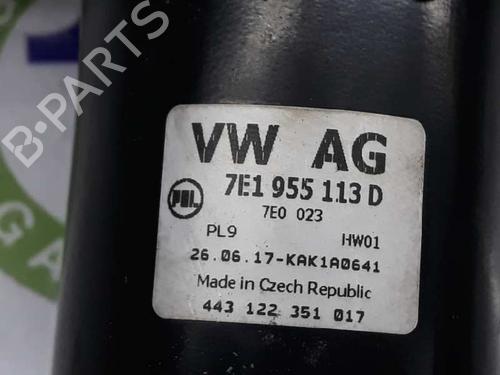 VW AG
7E1 955 113 D
PAL 7E0 023
PL9 HW01
26.06.17-KAK1A0641
Made in Czech Republic
443 122 351 017
B-PARTS